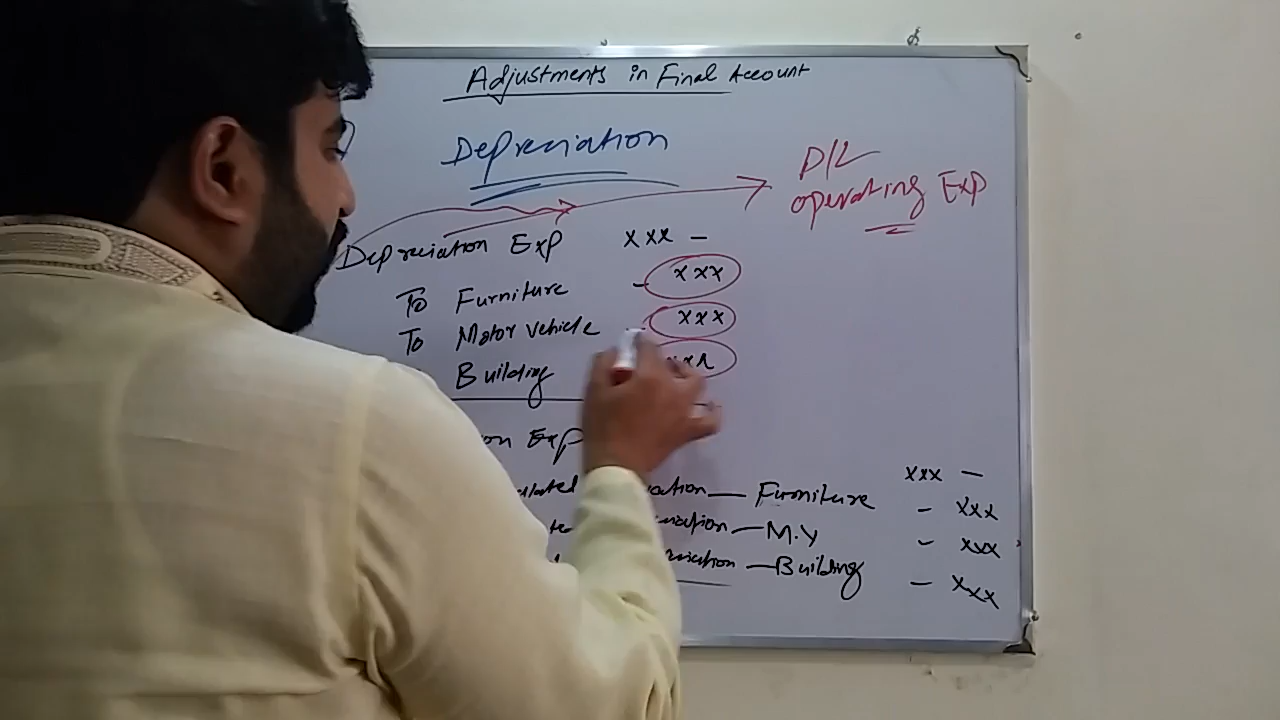 Adjustments in Final Account
Depreciation
P/L
operating Exp
Depreciation Exp xxx –
To Furniture – xxx
To Motor vehicle – xxx
Building
Exp
xxx –
Furniture – xxx
M.V – xxx
Building – xxx